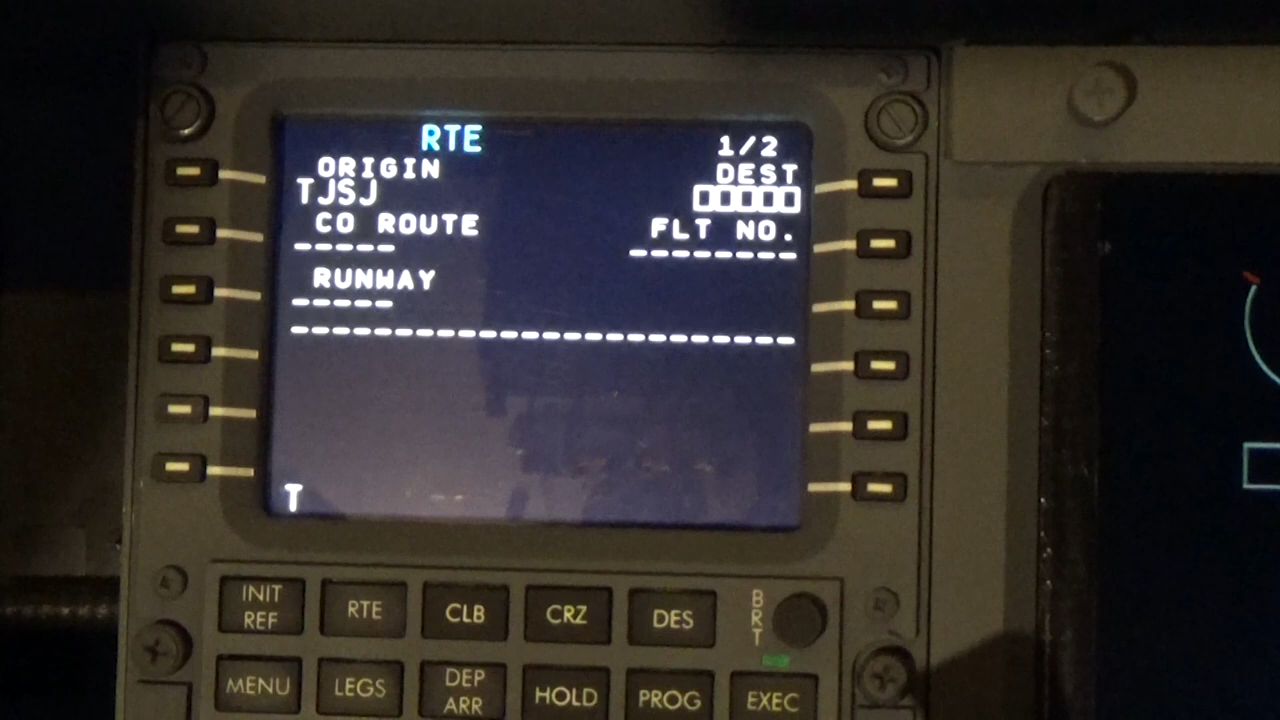 RTE 1/2
ORIGIN DEST
TJSJ □□□□□
CO ROUTE FLT NO.
----- --------
RUNWAY
-----
------------------------
T
INIT REF RTE CLB CRZ DES BRT
MENU LEGS DEP ARR HOLD PROG EXEC